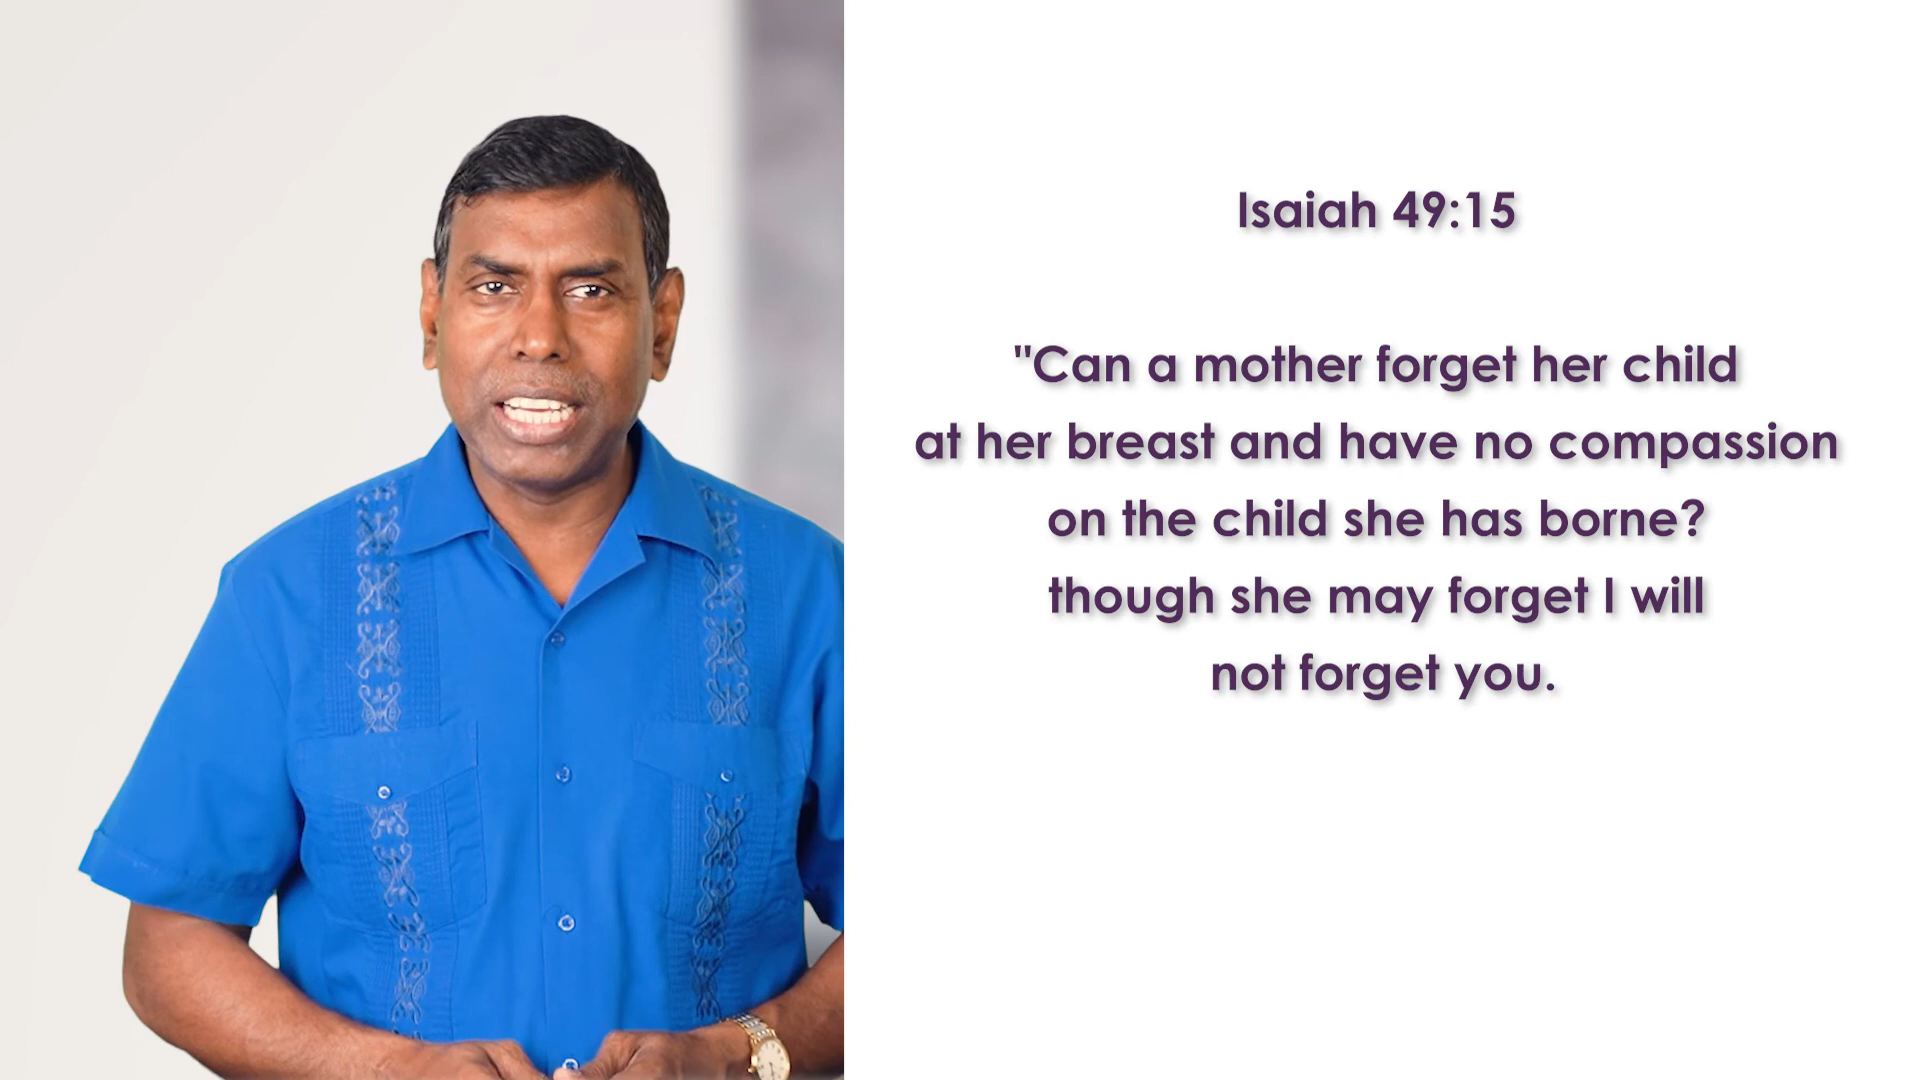 Isaiah 49:15
"Can a mother forget her child
at her breast and have no compassion
on the child she has borne?
though she may forget I will
not forget you.